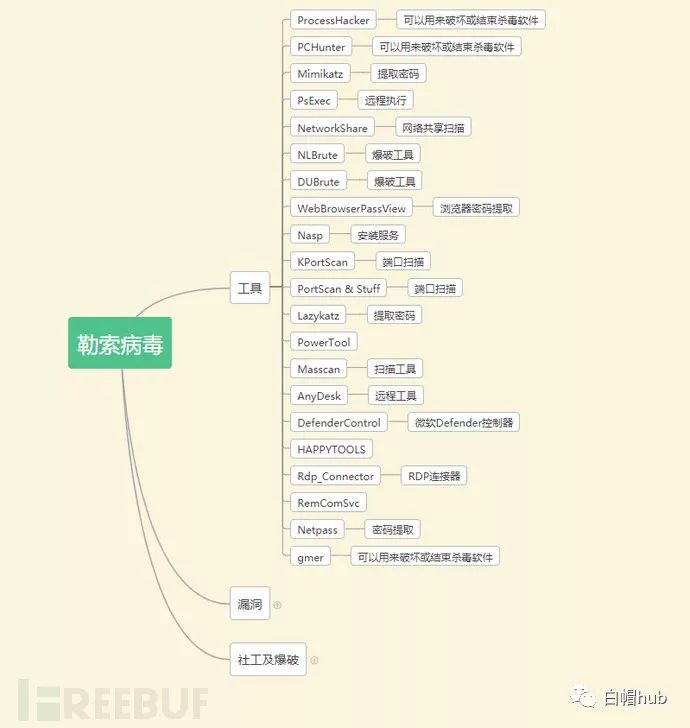 ProcessHacker 可以用来破坏或结束杀毒软件
PCHunter 可以用来破坏或结束杀毒软件
Mimikatz 提取密码
PsExec 远程执行
NetworkShare 网络共享扫描
NLBrute 爆破工具
DUBrute 爆破工具
WebBrowserPassView 浏览器密码提取
Nasp 安装服务
KPortScan 端口扫描
工具 PortScan & Stuff 端口扫描
Lazykatz 提取密码
勒索病毒 PowerTool
Masscan 扫描工具
AnyDesk 远程工具
DefenderControl 微软Defender控制器
HAPPYTOOLS
Rdp_Connector RDP连接器
RemComSvc
Netpass 密码提取
gmer 可以用来破坏或结束杀毒软件
漏洞
社工及爆破
FREEBUF
白帽hub